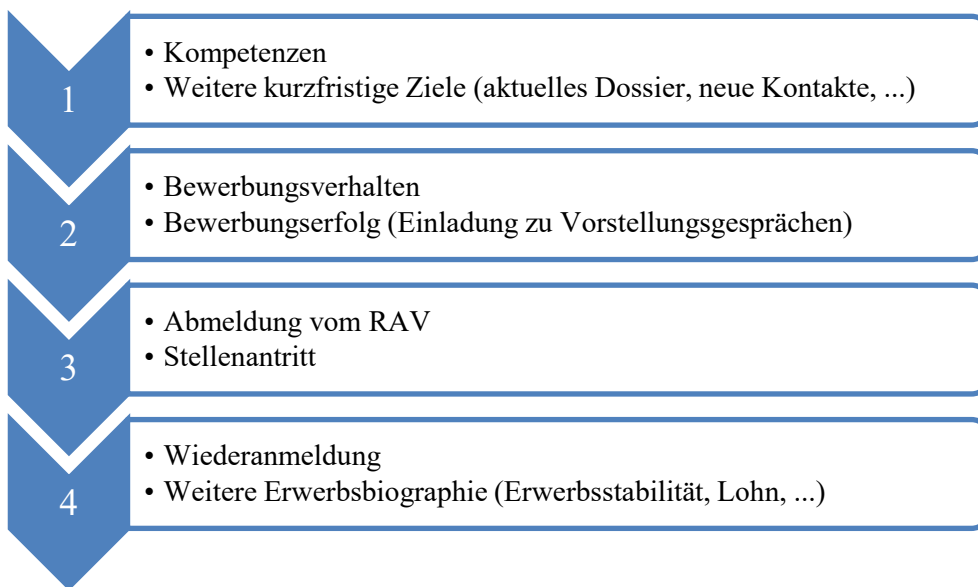 1
• Kompetenzen
• Weitere kurzfristige Ziele (aktuelles Dossier, neue Kontakte, ...)
2
• Bewerbungsverhalten
• Bewerbungserfolg (Einladung zu Vorstellungsgesprächen)
3
• Abmeldung vom RAV
• Stellenantritt
4
• Wiederanmeldung
• Weitere Erwerbsbiographie (Erwerbsstabilität, Lohn, ...)